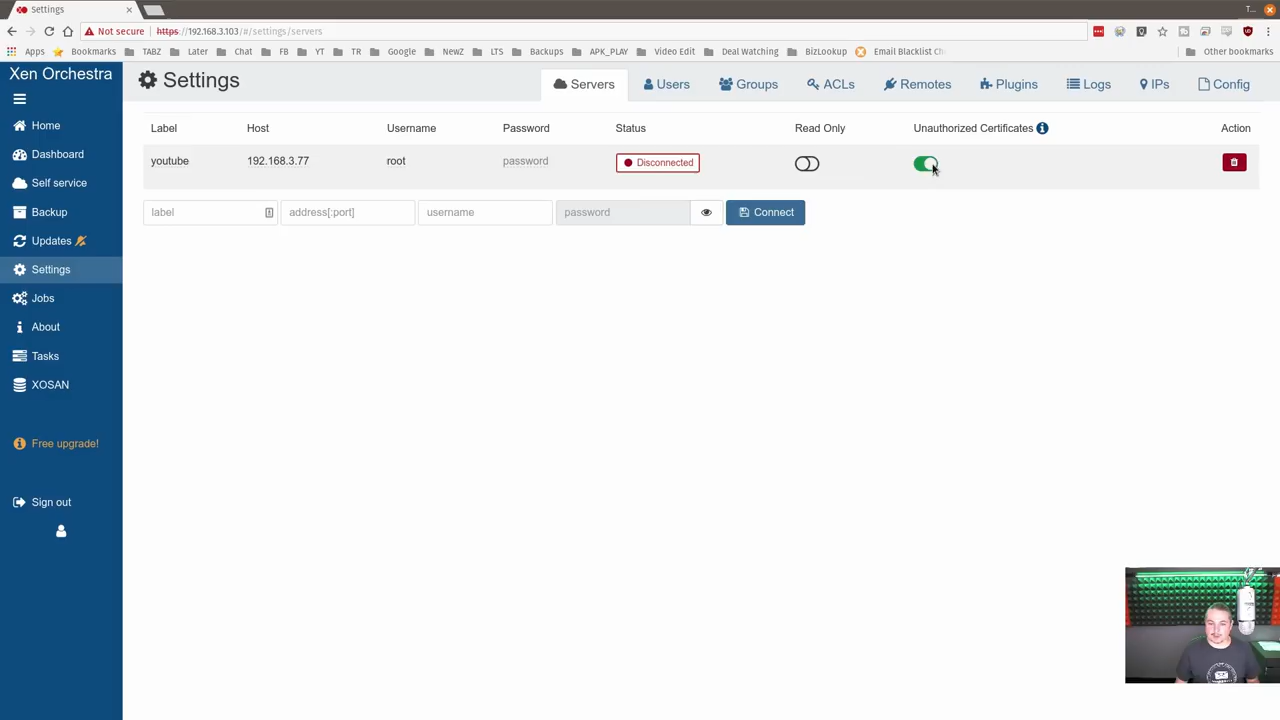 Settings
T...
Not secure
https://192.168.3.103/#/settings/servers
Apps Bookmarks TABZ Later Chat FB YT TR Google NewZ LTS Backups APK_PLAY Video Edit Deal Watching BizLookup Email Blacklist Ch Other bookmarks
Xen Orchestra
Settings
Servers Users Groups ACLs Remotes Plugins Logs IPs Config
Home
Dashboard
Self service
Backup
Updates
Settings
Jobs
About
Tasks
XOSAN
Free upgrade!
Sign out
Label Host Username Password Status Read Only Unauthorized Certificates Action
youtube 192.168.3.77 root password Disconnected
label address[:port] username password Connect